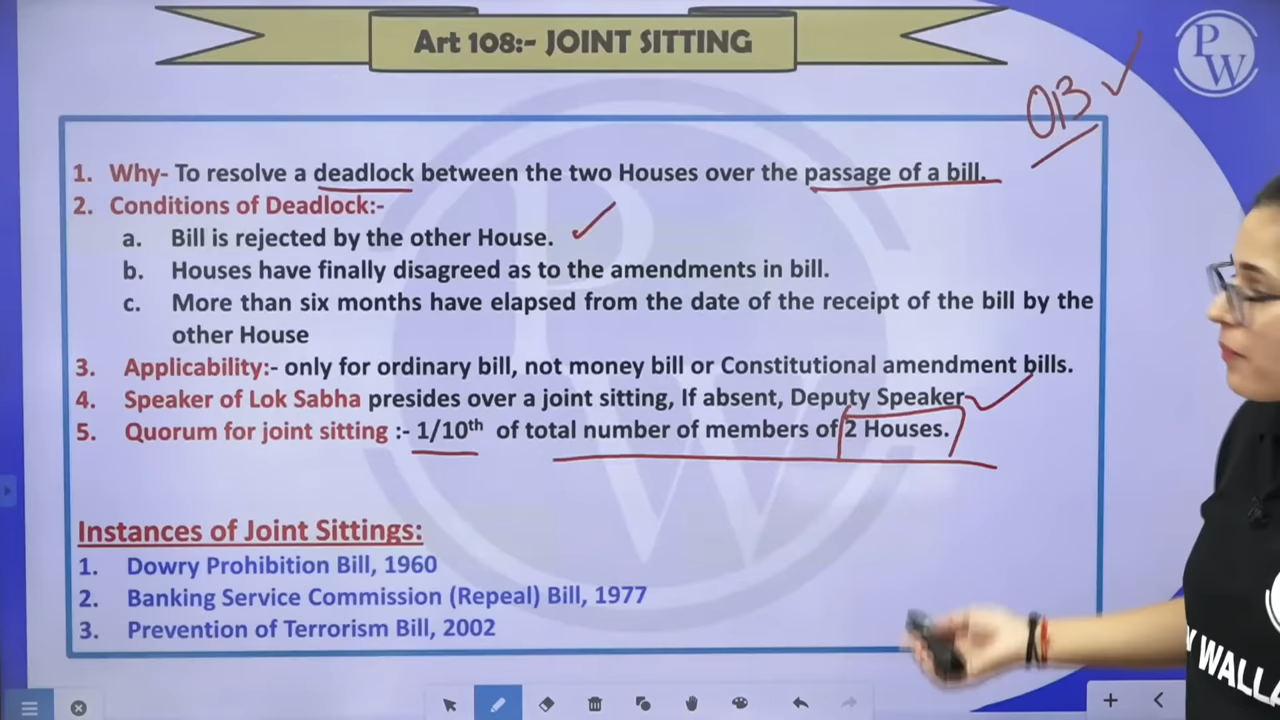 Art 108:- JOINT SITTING
PW
OB
1. Why- To resolve a deadlock between the two Houses over the passage of a bill.
2. Conditions of Deadlock:-
a. Bill is rejected by the other House.
b. Houses have finally disagreed as to the amendments in bill.
c. More than six months have elapsed from the date of the receipt of the bill by the
other House
3. Applicability:- only for ordinary bill, not money bill or Constitutional amendment bills.
4. Speaker of Lok Sabha presides over a joint sitting, If absent, Deputy Speaker
5. Quorum for joint sitting :- 1/10th of total number of members of 2 Houses.
Instances of Joint Sittings:
1. Dowry Prohibition Bill, 1960
2. Banking Service Commission (Repeal) Bill, 1977
3. Prevention of Terrorism Bill, 2002